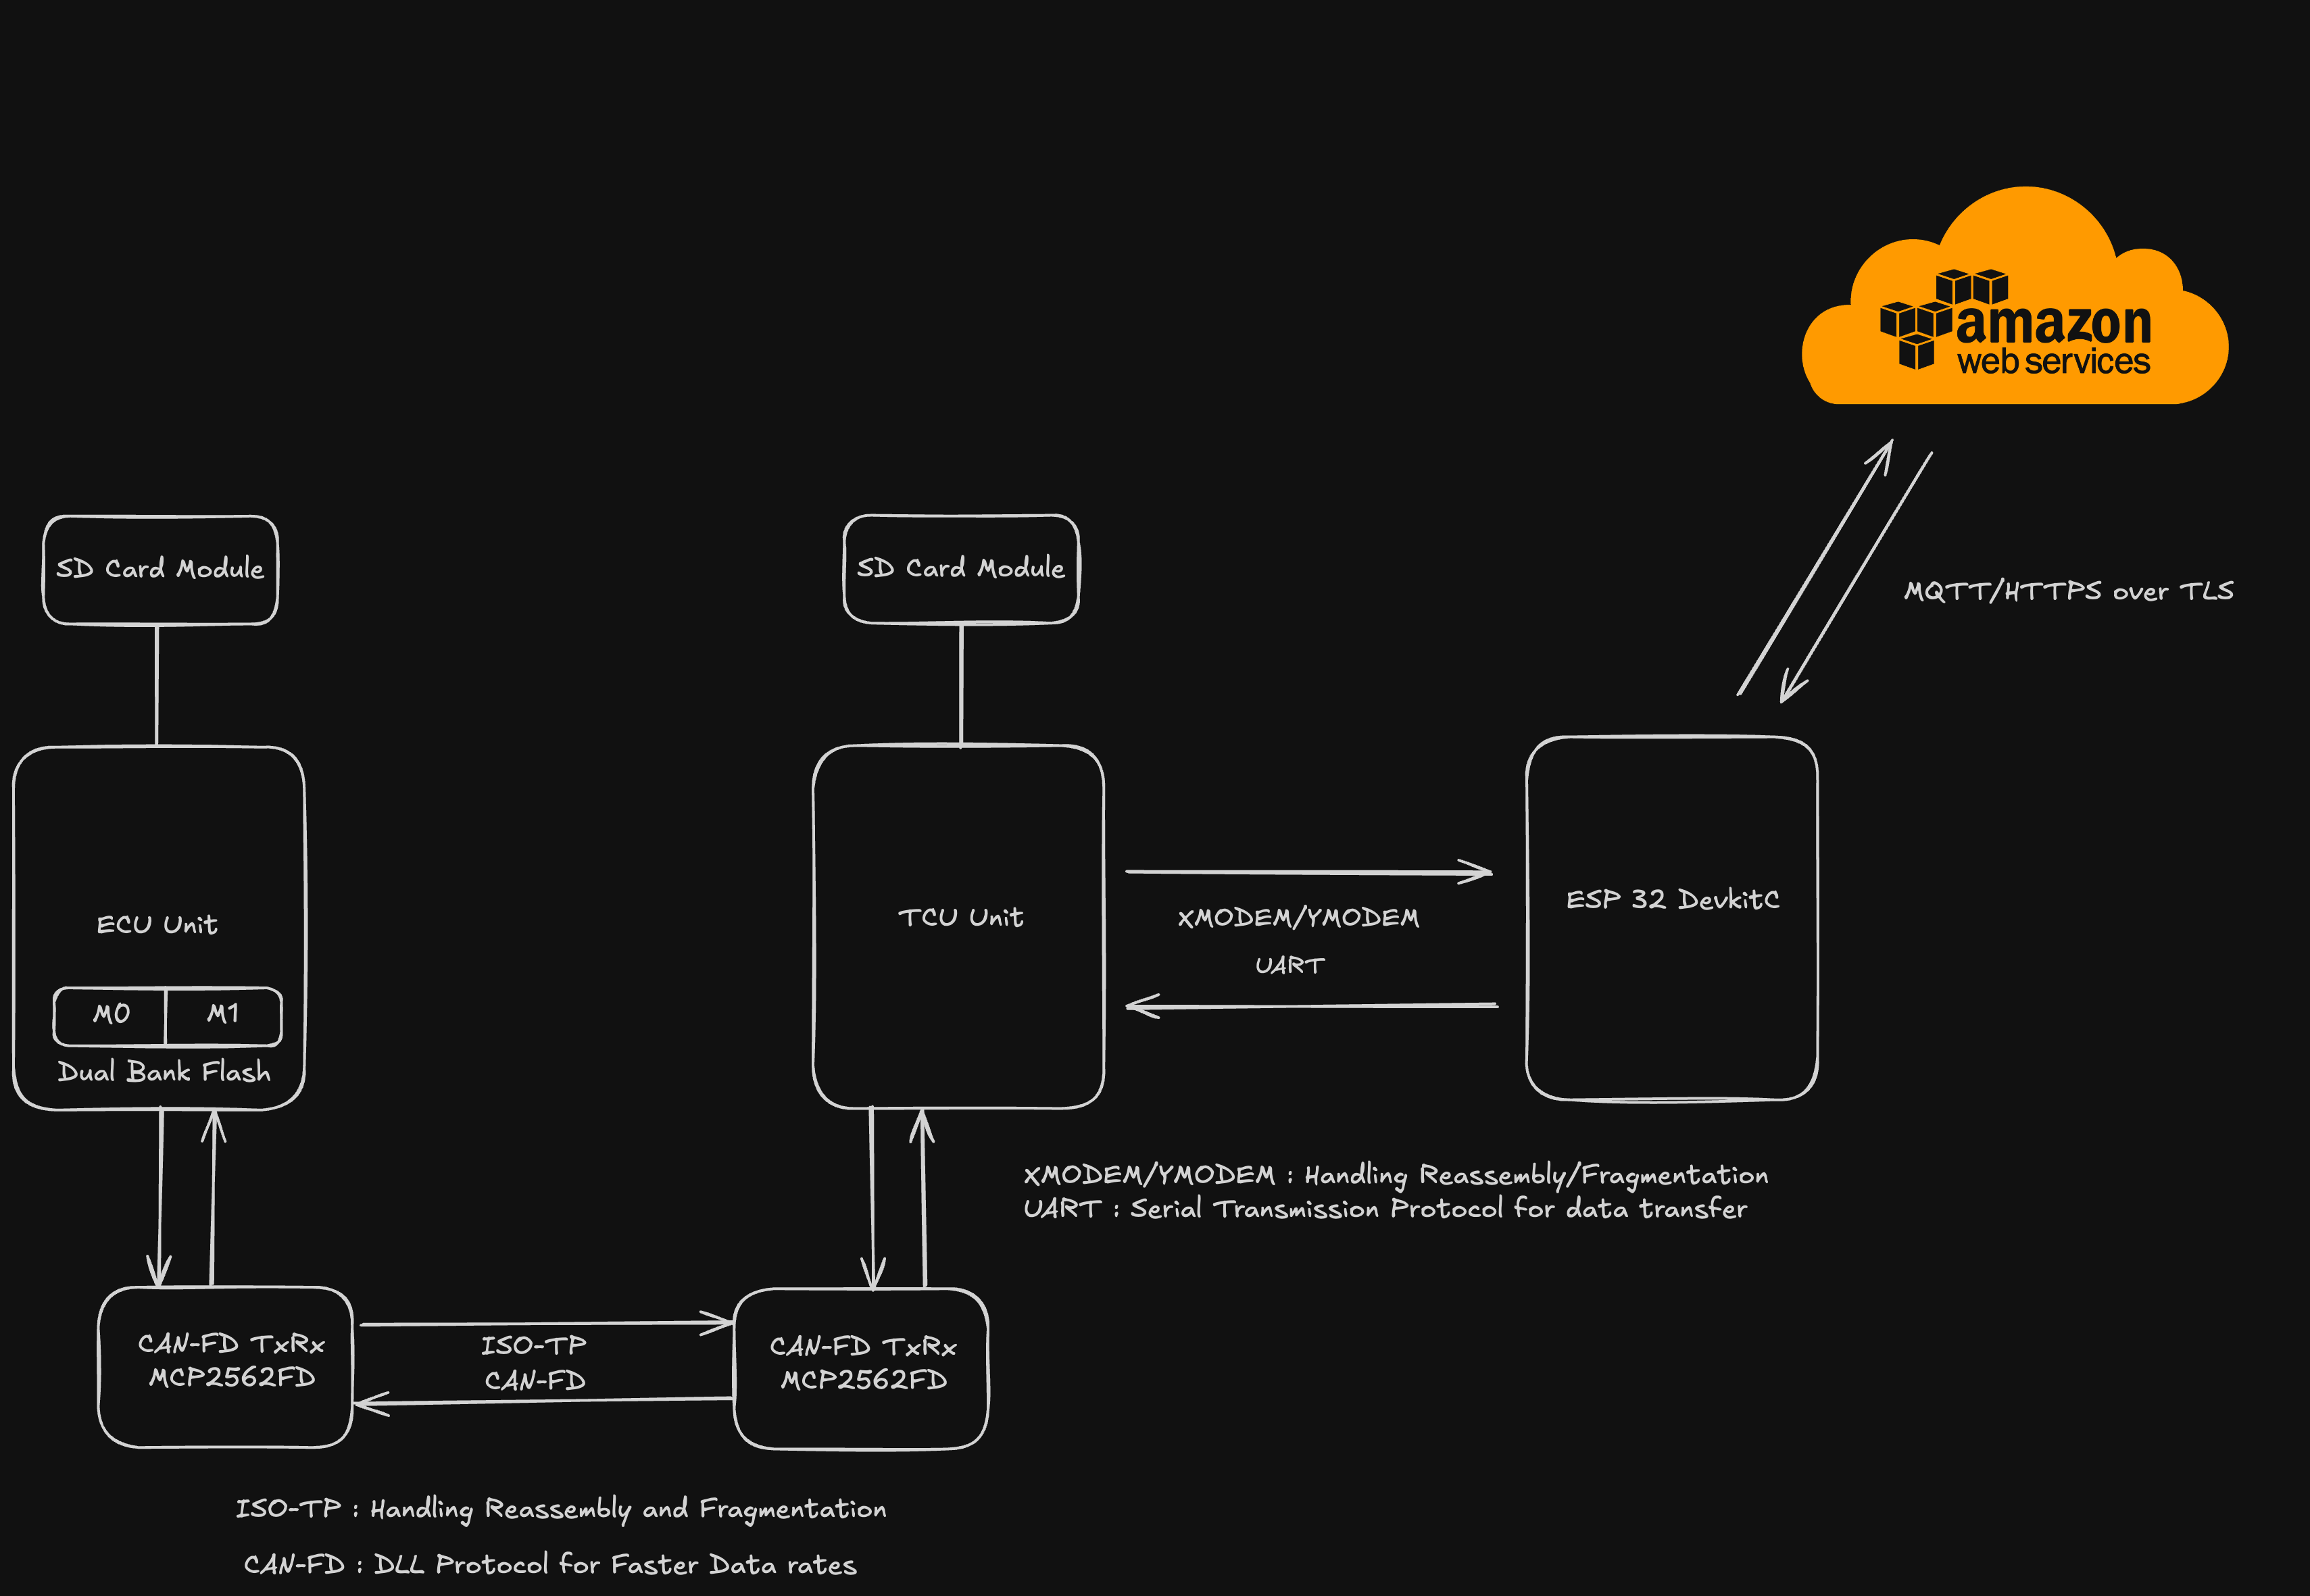 amazon
web services
SD Card Module
SD Card Module
MQTT/HTTPS over TLS
ECU Unit
M0
M1
Dual Bank Flash
TCU Unit
XMODEM/YMODEM
UART
ESP 32 DevkitC
XMODEM/YMODEM : Handling Reassembly/Fragmentation
UART : Serial Transmission Protocol for data transfer
CAN-FD TxRx
MCP2562FD
ISO-TP
CAN-FD
CAN-FD TxRx
MCP2562FD
ISO-TP : Handling Reassembly and Fragmentation
CAN-FD : DLL Protocol for Faster Data rates